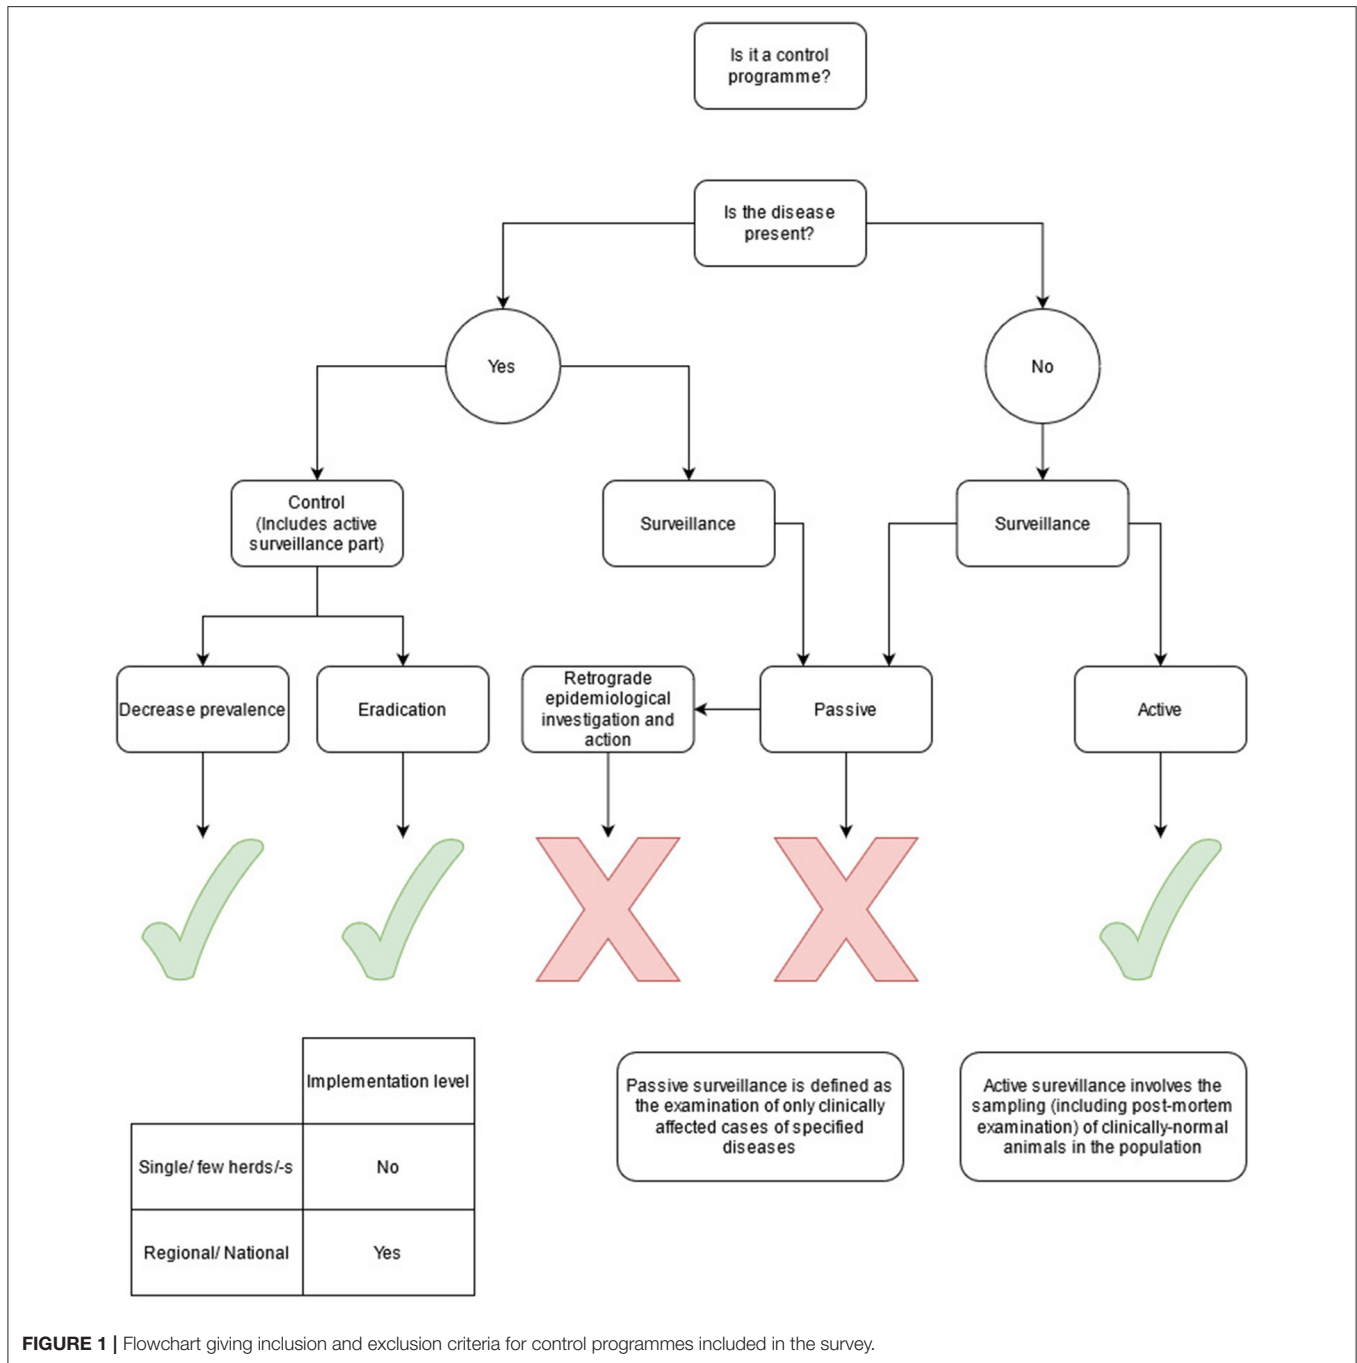 Is it a control
programme?
Is the disease
present?
Yes
No
Control
(Includes active
surveillance part)
Surveillance
Surveillance
Decrease prevalence
Eradication
Retrograde
epidemiological
investigation and
action
Passive
Active
Implementation level
Single/ few herds/-s
No
Regional/ National
Yes
Passive surveillance is defined as
the examination of only clinically
affected cases of specified
diseases
Active surevillance involves the
sampling (including post-mortem
examination) of clinically-normal
animals in the population
FIGURE 1 | Flowchart giving inclusion and exclusion criteria for control programmes included in the survey.